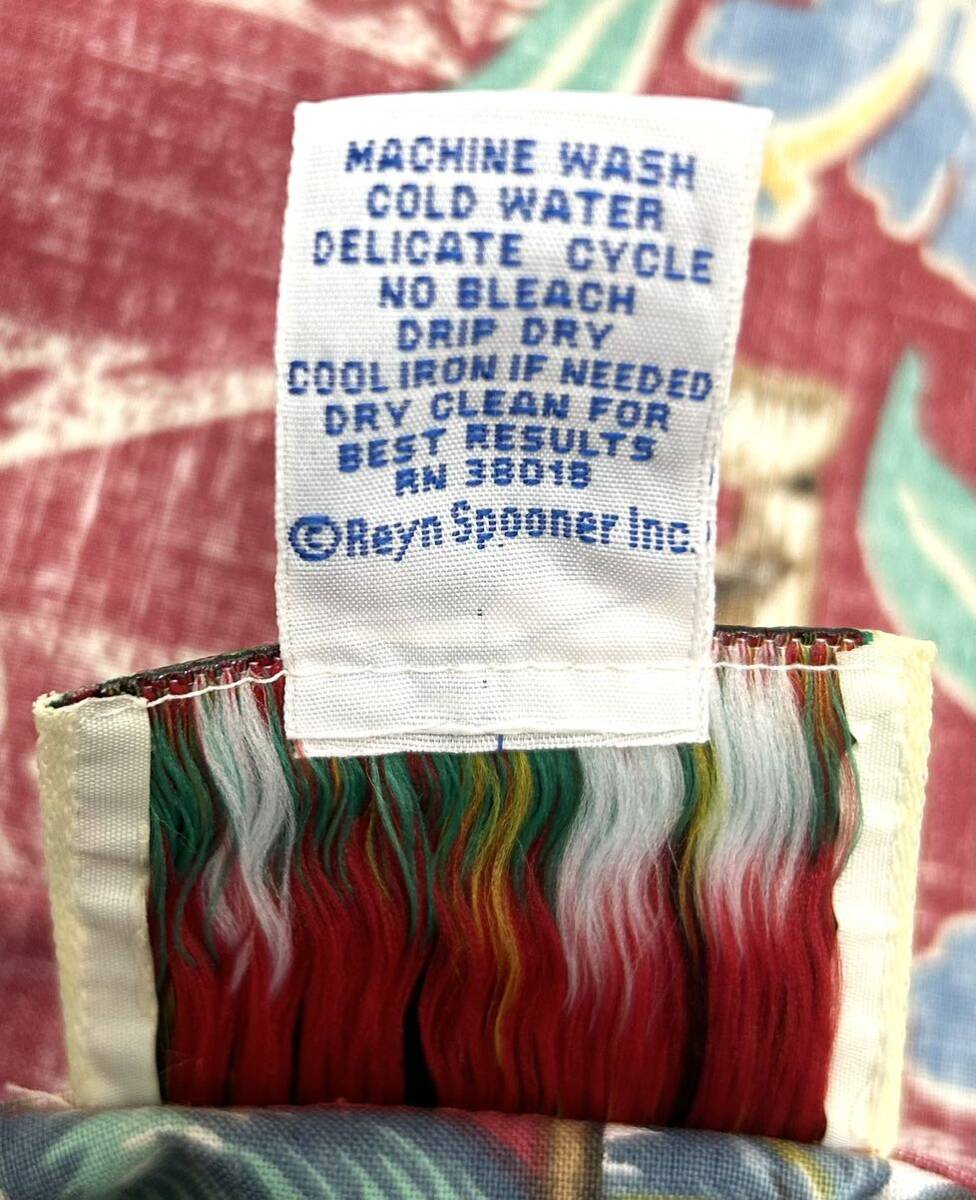 MACHINE WASH
COLD WATER
DELICATE CYCLE
NO BLEACH
DRIP DRY
COOL IRON IF NEEDED
DRY CLEAN FOR
BEST RESULTS
RN 38018
©Reyn Spooner Inc.